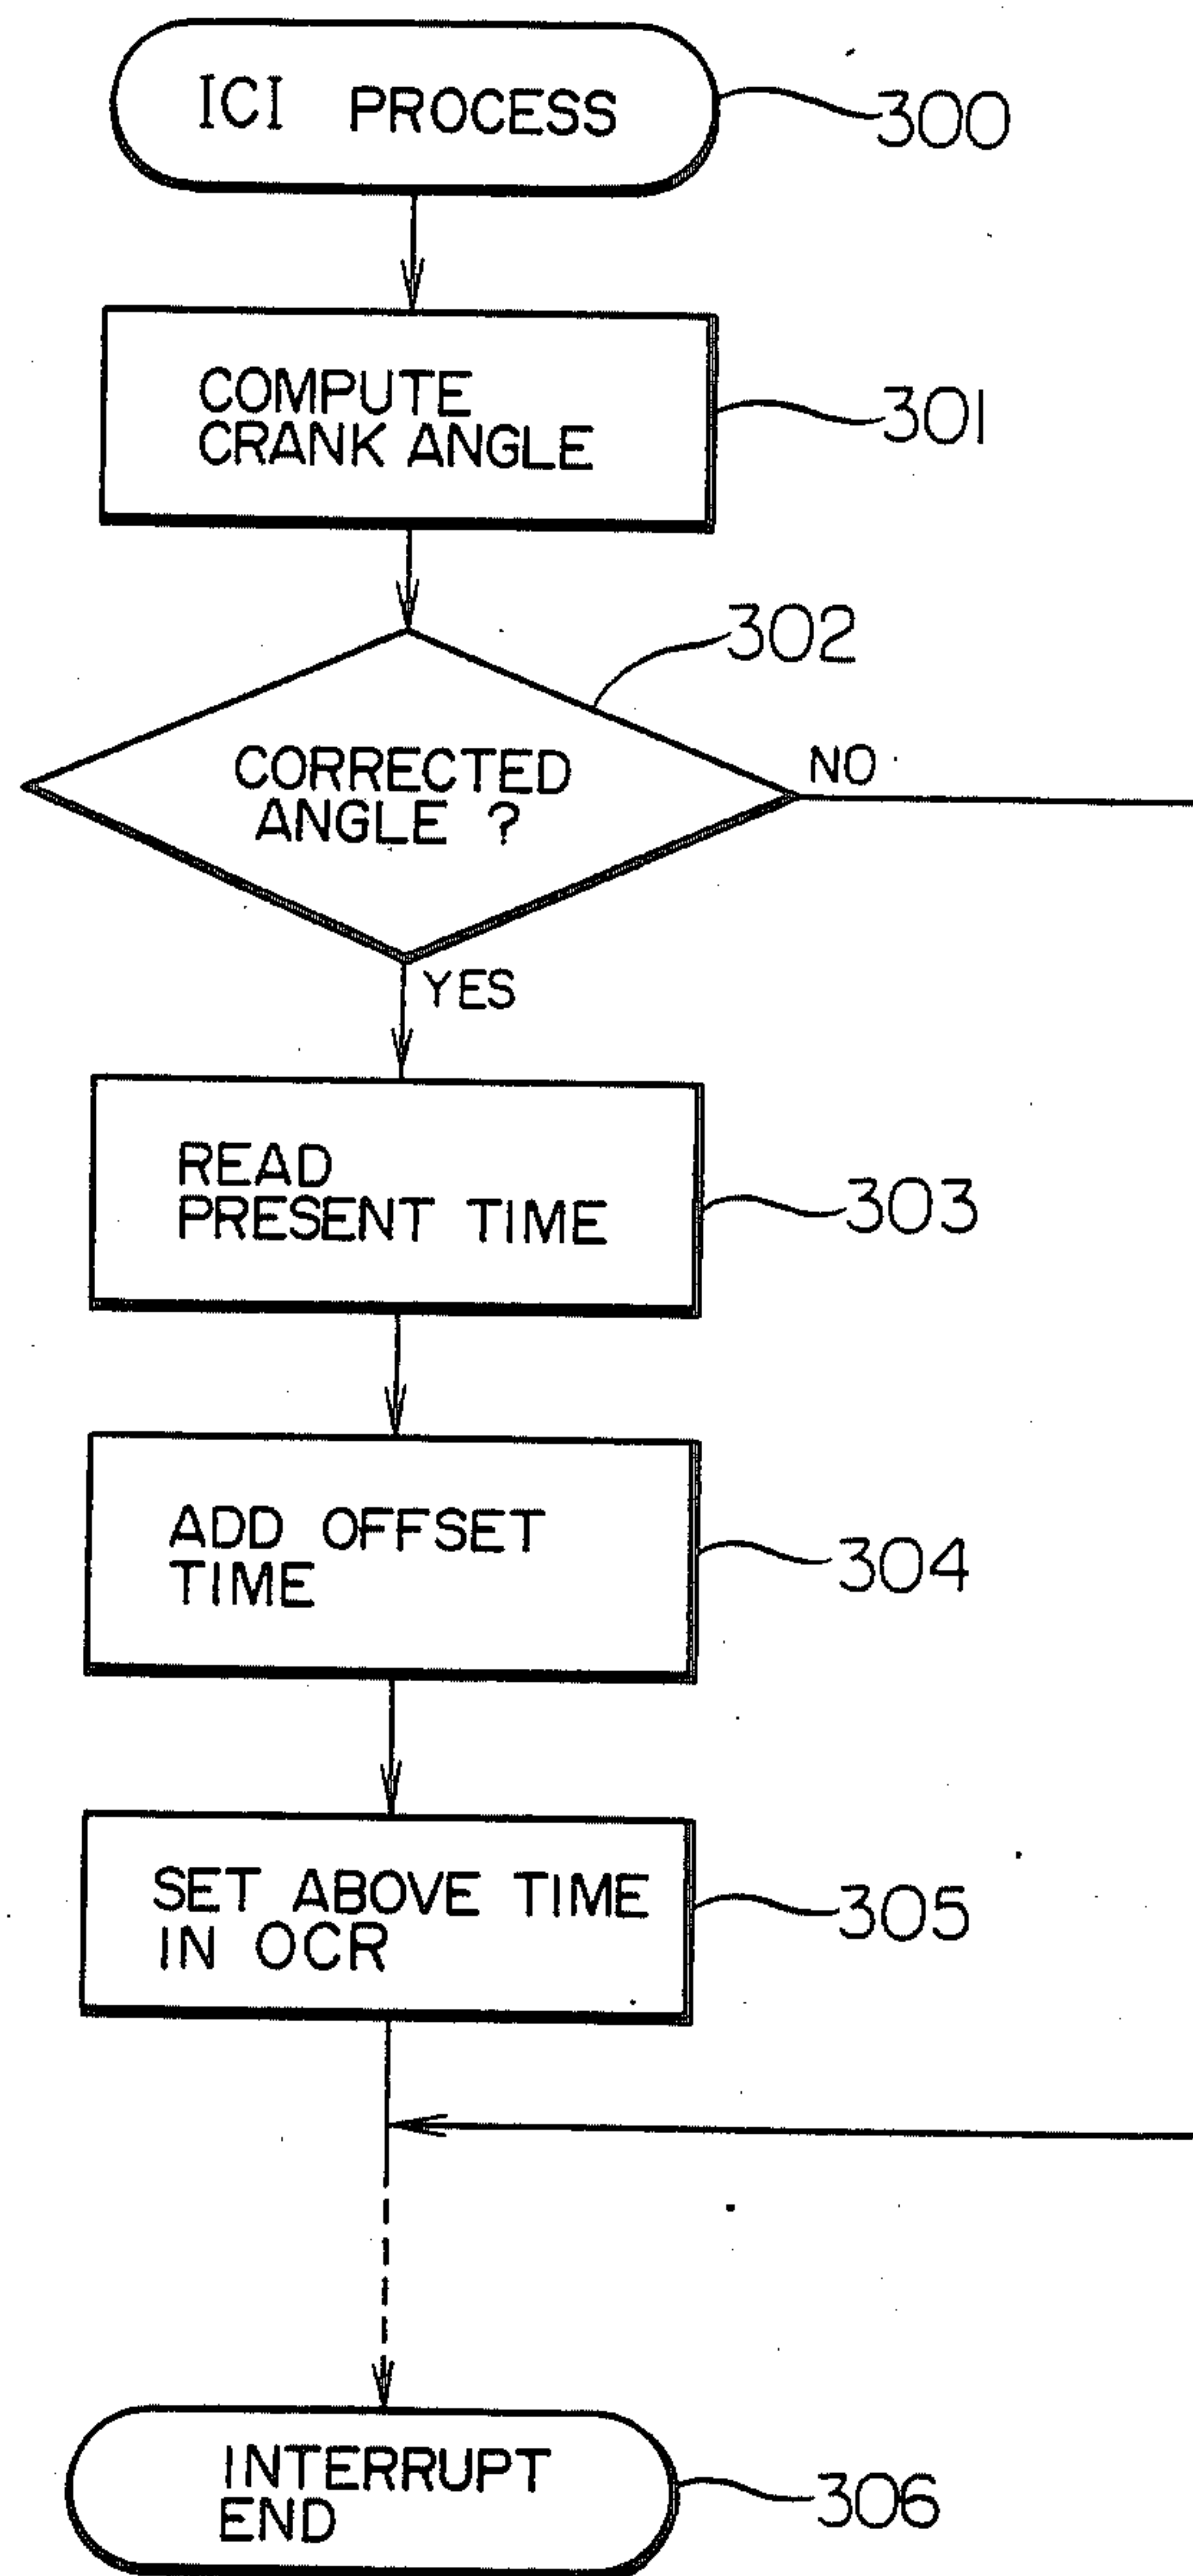 ICI PROCESS
300
COMPUTE
CRANK ANGLE
301
302
CORRECTED
ANGLE ?
NO
YES
READ
PRESENT TIME
303
ADD OFFSET
TIME
304
SET ABOVE TIME
IN OCR
305
INTERRUPT
END
306